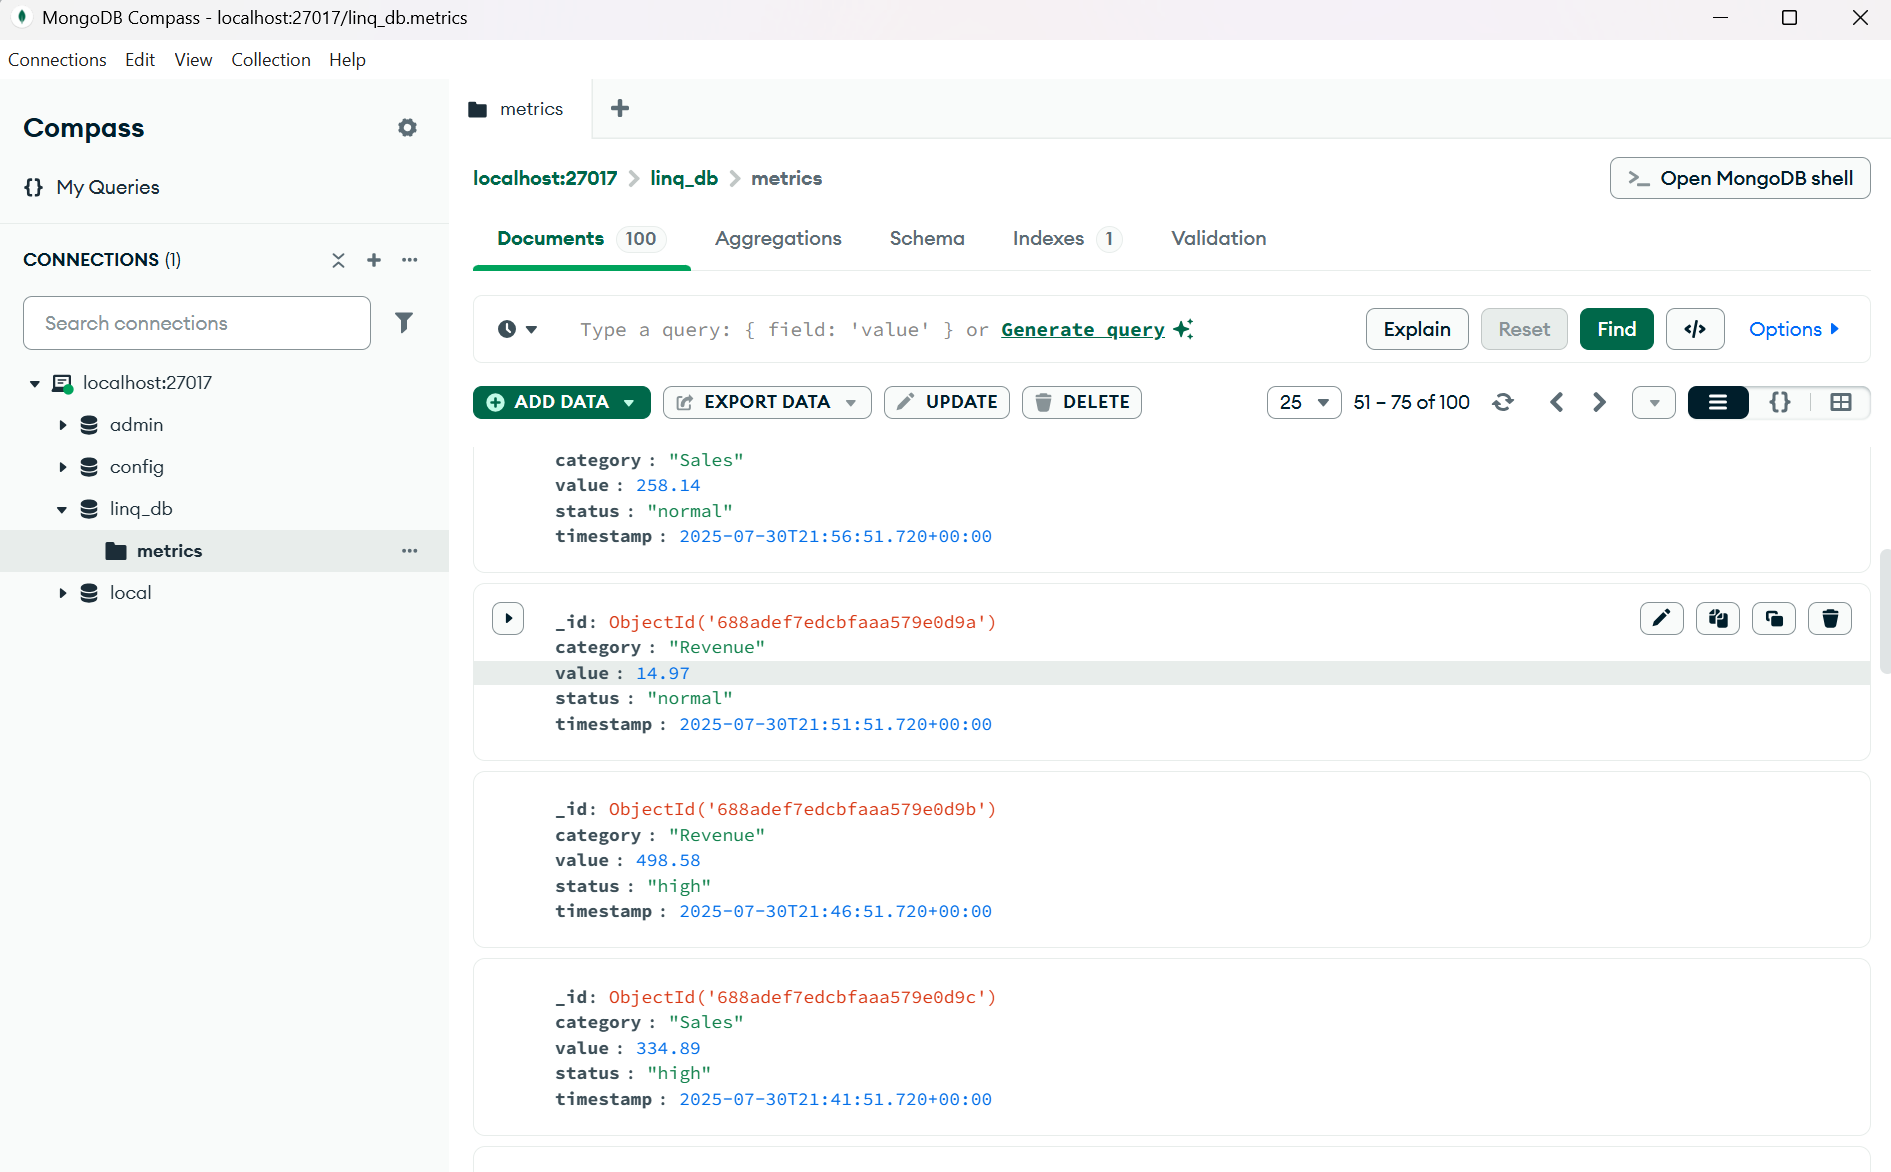 MongoDB Compass - localhost:27017/linq_db.metrics
Connections Edit View Collection Help
Compass
{} My Queries
CONNECTIONS (1)
Search connections
localhost:27017
admin
config
linq_db
metrics
local
metrics
localhost:27017 > linq_db > metrics
>_ Open MongoDB shell
Documents 100 Aggregations Schema Indexes 1 Validation
Type a query: { field: 'value' } or Generate query
Explain Reset Find </> Options
ADD DATA EXPORT DATA UPDATE DELETE
25 51 – 75 of 100 {}
category : "Sales"
value : 258.14
status : "normal"
timestamp : 2025-07-30T21:56:51.720+00:00
_id: ObjectId('688adef7edcbfaaa579e0d9a')
category : "Revenue"
value : 14.97
status : "normal"
timestamp : 2025-07-30T21:51:51.720+00:00
_id: ObjectId('688adef7edcbfaaa579e0d9b')
category : "Revenue"
value : 498.58
status : "high"
timestamp : 2025-07-30T21:46:51.720+00:00
_id: ObjectId('688adef7edcbfaaa579e0d9c')
category : "Sales"
value : 334.89
status : "high"
timestamp : 2025-07-30T21:41:51.720+00:00